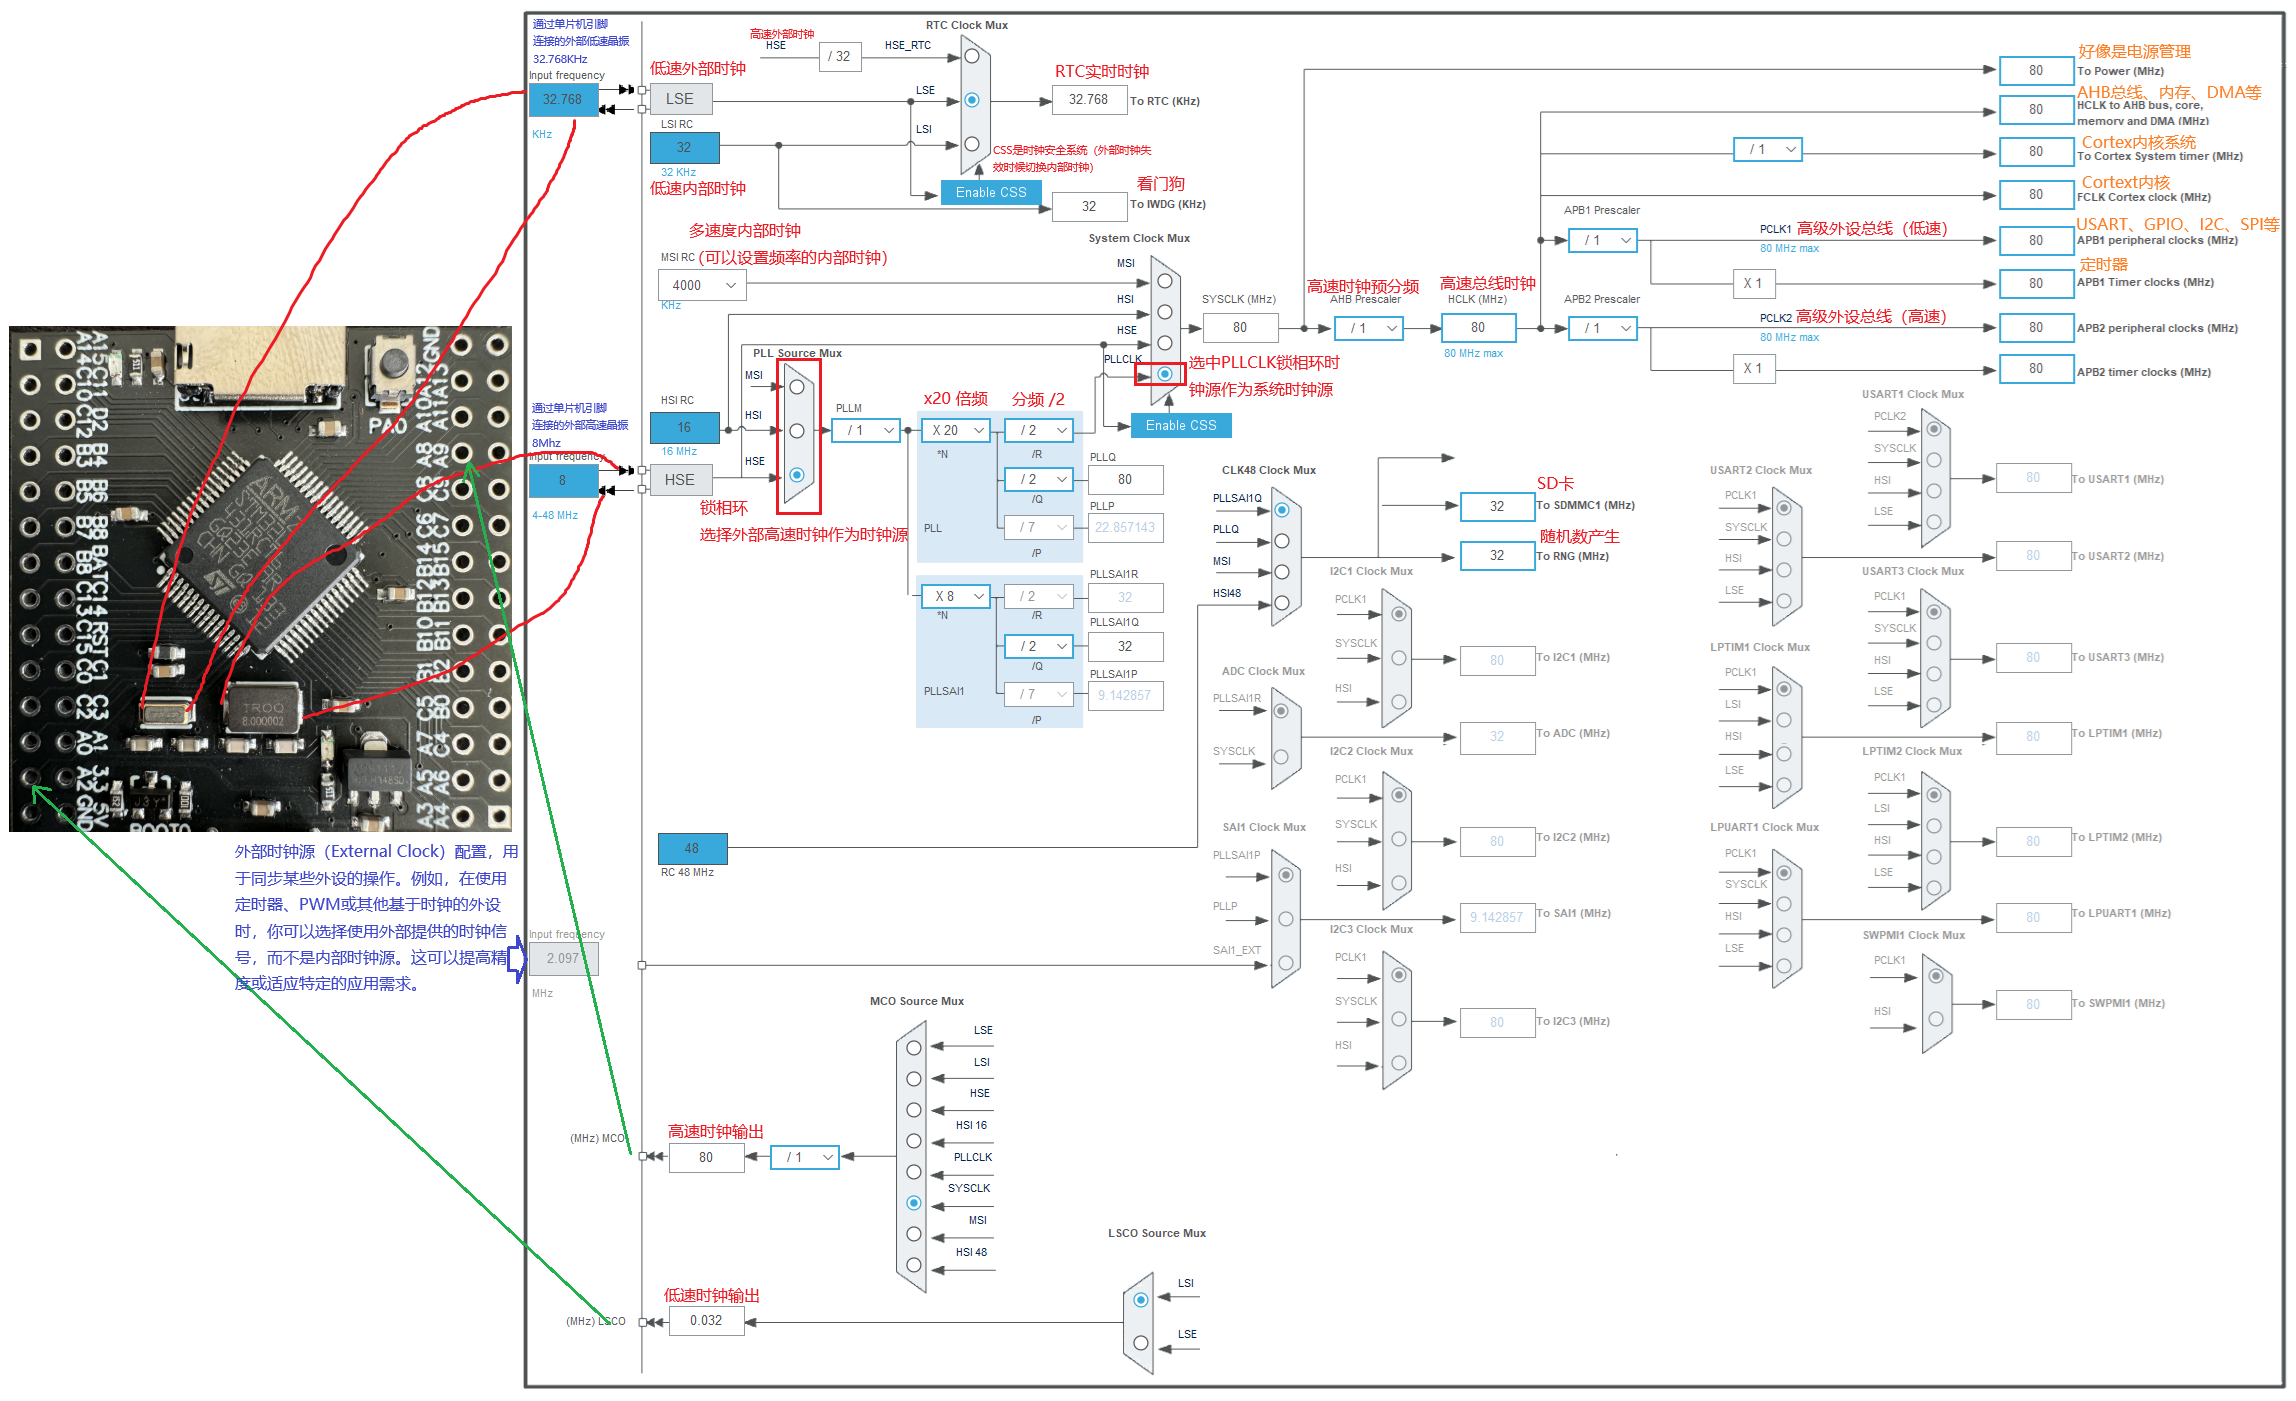 通过单片机引脚
连接的外部低速晶振
32.768KHz
Input frequency
32.768
KHz
低速外部时钟
LSE
LSI RC
32
32 KHz
低速内部时钟
高速外部时钟
HSE
/ 32
HSE_RTC
LSE
LSI
RTC Clock Mux
RTC实时时钟
32.768
To RTC (KHz)
CSS是时钟安全系统（外部时钟失
效时候切换内部时钟）
Enable CSS
看门狗
32
To IWDG (KHz)
多速度内部时钟
MSI RC
(可以设置频率的内部时钟）
4000
KHz
System Clock Mux
MSI
HSI
HSE
PLLCLK
选中PLLCLK锁相环时
钟源作为系统时钟源
Enable CSS
SYSCLK (MHz)
80
高速时钟预分频
AHB Prescaler
/ 1
高速总线时钟
HCLK (MHz)
80
80 MHz max
好像是电源管理
80
To Power (MHz)
AHB总线、内存、DMA等
80
HCLK to AHB bus, core,
memory and DMA (MHz)
/ 1
Cortex内核系统
80
To Cortex System timer (MHz)
Cortext内核
80
FCLK Cortex clock (MHz)
APB1 Prescaler
/ 1
PCLK1
高级外设总线（低速）
80 MHz max
USART、GPIO、I2C、SPI等
80
APB1 peripheral clocks (MHz)
X 1
定时器
80
APB1 Timer clocks (MHz)
APB2 Prescaler
/ 1
PCLK2
高级外设总线（高速）
80 MHz max
80
APB2 peripheral clocks (MHz)
X 1
80
APB2 timer clocks (MHz)
通过单片机引脚
连接的外部高速晶振
8Mhz
Input frequency
8
4-48 MHz
HSI RC
16
16 MHz
HSE
锁相环
选择外部高速时钟作为时钟源
PLL Source Mux
MSI
HSI
HSE
PLLM
/ 1
x20 倍频
分频 /2
X 20
*N
/ 2
/R
/ 2
/Q
/ 7
/P
PLL
PLLQ
80
PLLP
22.857143
X 8
*N
/ 2
/R
/ 2
/Q
/ 7
/P
PLLSAI1
PLLSAI1R
32
PLLSAI1Q
32
PLLSAI1P
9.142857
CLK48 Clock Mux
PLLSAI1Q
PLLQ
MSI
HSI48
SD卡
32
To SDMMC1 (MHz)
随机数产生
32
To RNG (MHz)
ADC Clock Mux
PLLSAI1R
SYSCLK
32
To ADC (MHz)
SAI1 Clock Mux
PLLSAI1P
PLLP
SAI1_EXT
9.142857
To SAI1 (MHz)
I2C1 Clock Mux
PCLK1
SYSCLK
HSI
80
To I2C1 (MHz)
I2C2 Clock Mux
PCLK1
SYSCLK
HSI
80
To I2C2 (MHz)
I2C3 Clock Mux
PCLK1
SYSCLK
HSI
80
To I2C3 (MHz)
USART1 Clock Mux
PCLK2
SYSCLK
HSI
LSE
80
To USART1 (MHz)
USART2 Clock Mux
PCLK1
SYSCLK
HSI
LSE
80
To USART2 (MHz)
USART3 Clock Mux
PCLK1
SYSCLK
HSI
LSE
80
To USART3 (MHz)
LPTIM1 Clock Mux
PCLK1
LSI
HSI
LSE
80
To LPTIM1 (MHz)
LPTIM2 Clock Mux
PCLK1
LSI
HSI
LSE
80
To LPTIM2 (MHz)
LPUART1 Clock Mux
PCLK1
SYSCLK
HSI
LSE
80
To LPUART1 (MHz)
SWPMI1 Clock Mux
PCLK1
HSI
80
To SWPMI1 (MHz)
48
RC 48 MHz
外部时钟源（External Clock）配置，用
于同步某些外设的操作。例如，在使用
定时器、PWM或其他基于时钟的外设
时，你可以选择使用外部提供的时钟信
号，而不是内部时钟源。这可以提高精
度或适应特定的应用需求。
Input frequency
2.097
MHz
MCO Source Mux
LSE
LSI
HSE
HSI 16
PLLCLK
SYSCLK
MSI
HSI 48
(MHz) MCO
高速时钟输出
80
/ 1
LSCO Source Mux
LSI
LSE
(MHz) LSCO
低速时钟输出
0.032
A15 C11 D2 B4 B6 B8 BAT C14 RST C1 C3 A1 3.3 5V
A14 C10 C12 B3 B5 B7 B9 C13 C15 C0 C2 A0 A2 GND
GND
A12 A10 A8 C8 C6 B14 B12 B10 B1 C5 A7 A5 A3
A13 A11 A9 C9 C7 B15 B13 B11 B2 B0 C4 A6 A4
PA0
ARM
TROQ
8.000002
BOOT0